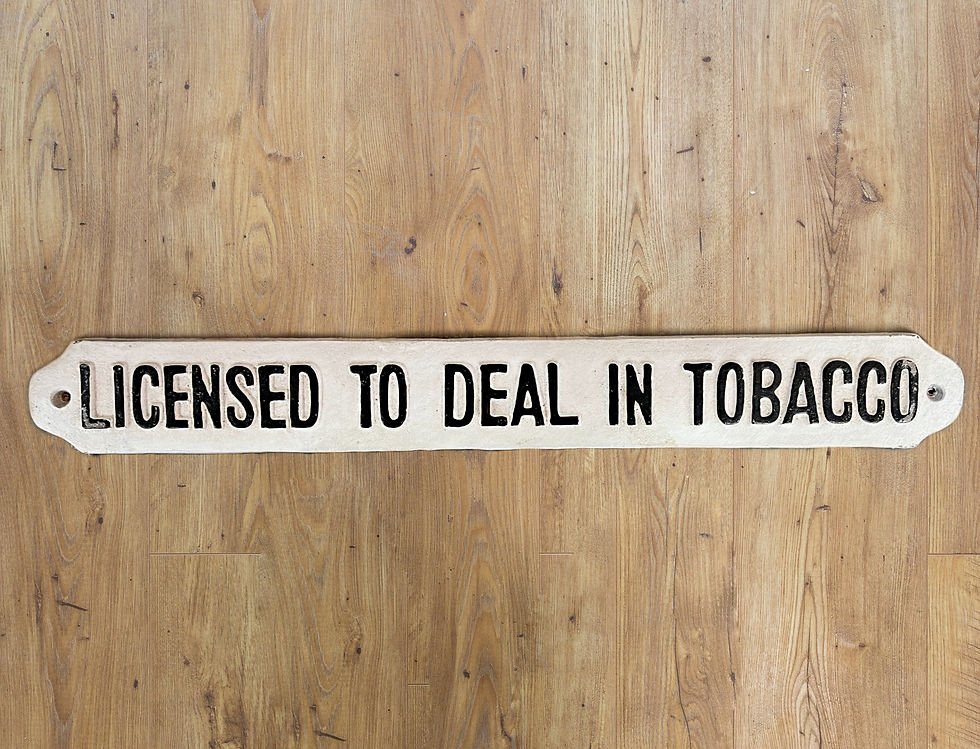 LICENSED TO DEAL IN TOBACCO